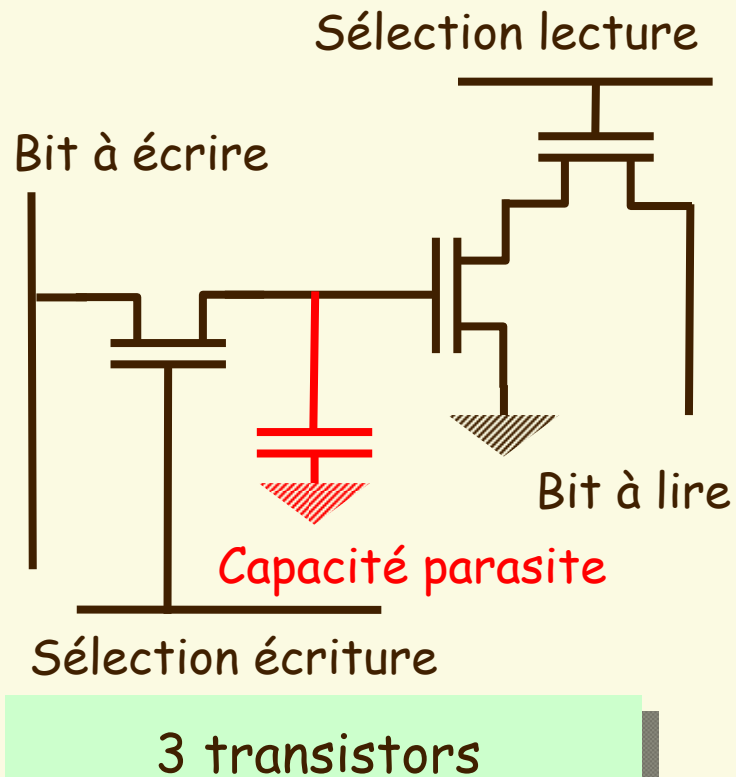 Sélection lecture
Bit à écrire
Bit à lire
Capacité parasite
Sélection écriture
3 transistors